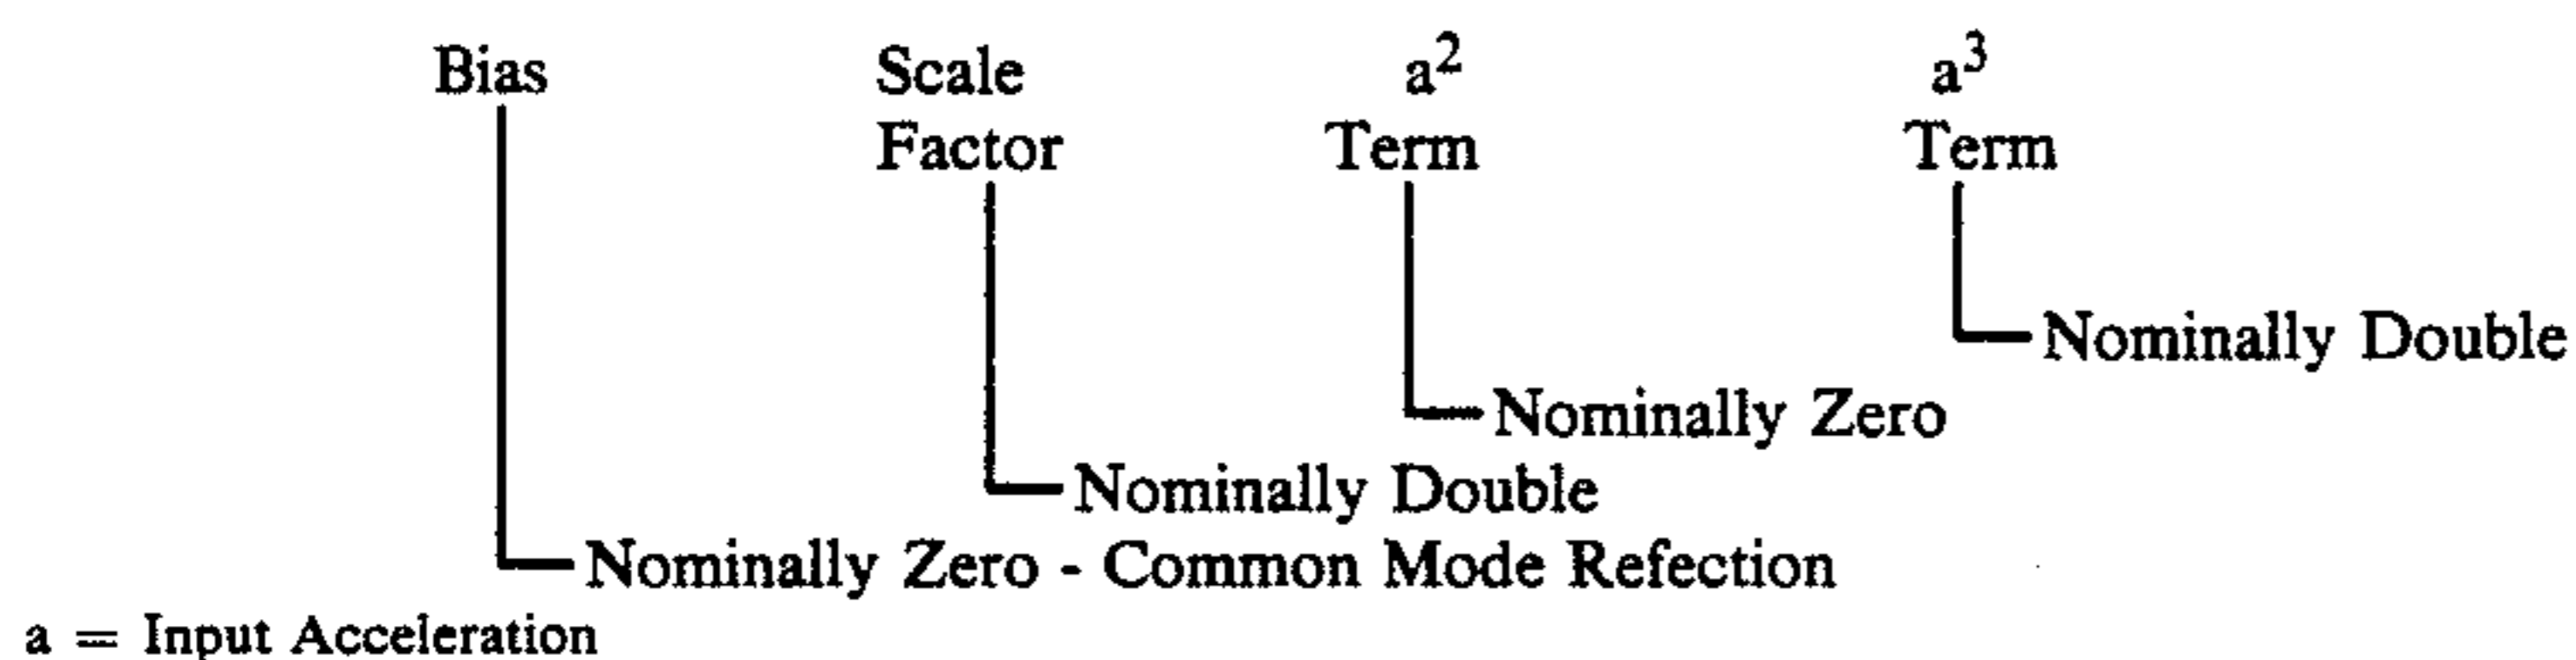 Bias Scale Factor a² Term a³ Term
Nominally Double
Nominally Zero
Nominally Double
Nominally Zero - Common Mode Refection
a = Input Acceleration